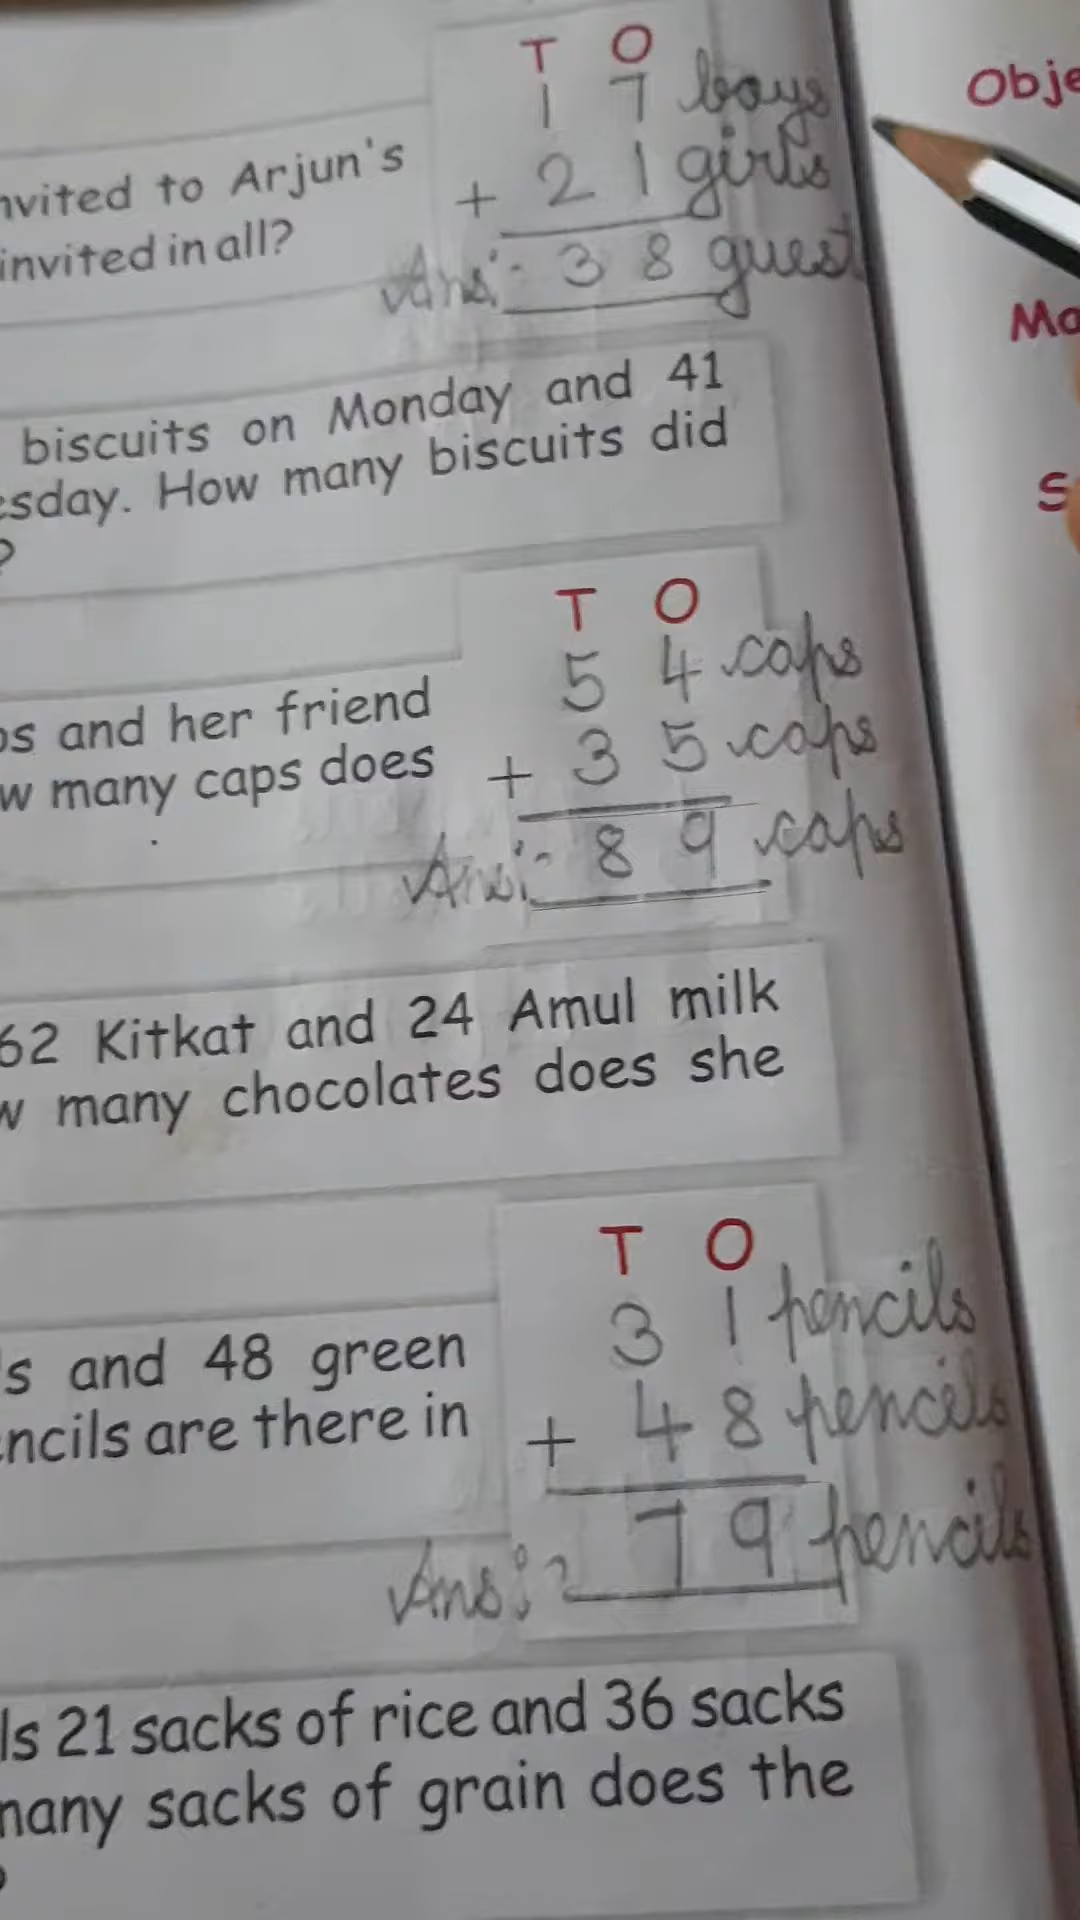 T O
1 7 boys
nvited to Arjun's
+ 2 1 girls
invited in all?
Ans:- 3 8 guest
biscuits on Monday and 41
esday. How many biscuits did
?
T O
5 4 caps
os and her friend
+ 3 5 caps
w many caps does
Ans:- 8 9 caps
62 Kitkat and 24 Amul milk
w many chocolates does she
T O
3 1 pencils
's and 48 green
+ 4 8 pencils
encils are there in
Ans:- 7 9 pencils
ls 21 sacks of rice and 36 sacks
many sacks of grain does the
?
Obje
Ma
S